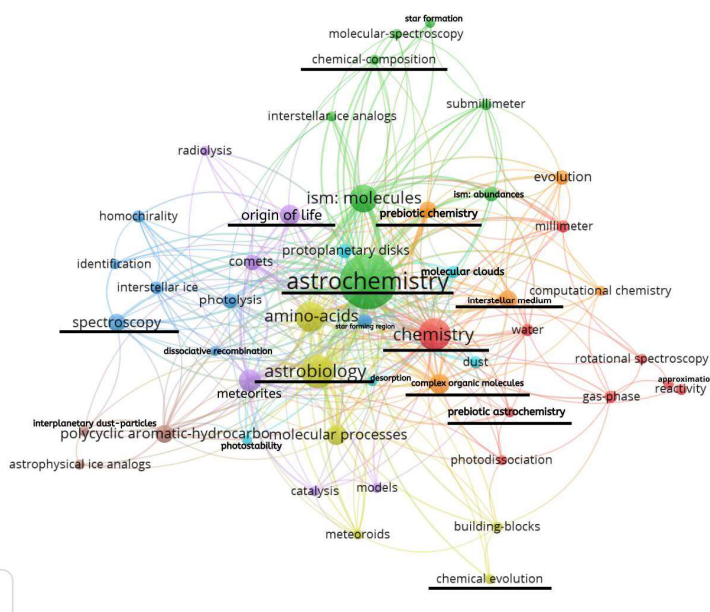 star formation
molecular-spectroscopy
chemical-composition
submillimeter
interstellar ice analogs
radiolysis
evolution
ism: abundances
ism: molecules
origin of life
prebiotic chemistry
homochirality
millimeter
protoplanetary disks
comets
identification
molecular clouds
astrochemistry
interstellar ice
computational chemistry
photolysis
interstellar medium
amino-acids
spectroscopy
star forming region
water
chemistry
dissociative recombination
rotational spectroscopy
dust
astrobiology
desorption
approximatio
complex organic molecules
reactivity
meteorites
gas-phase
prebiotic astrochemistry
interplanetary dust-particles
polycyclic aromatic-hydrocarbo
molecular processes
photostability
astrophysical ice analogs
photodissociation
catalysis
models
building-blocks
meteoroids
chemical evolution